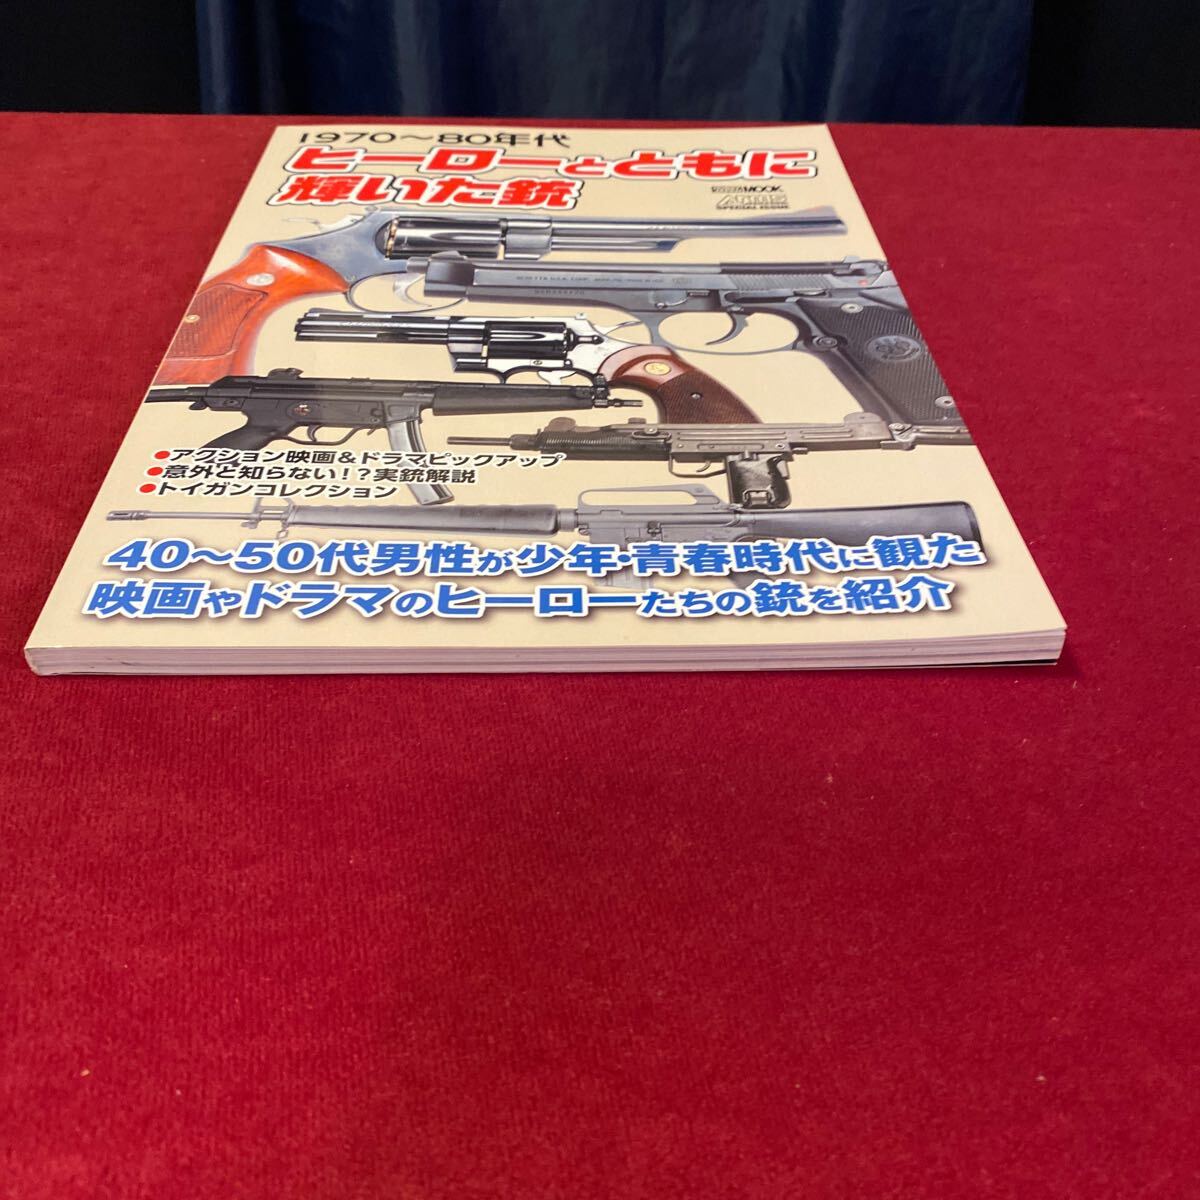 1970～80年代
ヒーローとともに
輝いた銃
MOOK
ARMS
SPECIAL ISSUE
●アクション映画&ドラマピックアップ
●意外と知らない！？実銃解説
●トイガンコレクション
40～50代男性が少年・青春時代に観た
映画やドラマのヒーローたちの銃を紹介